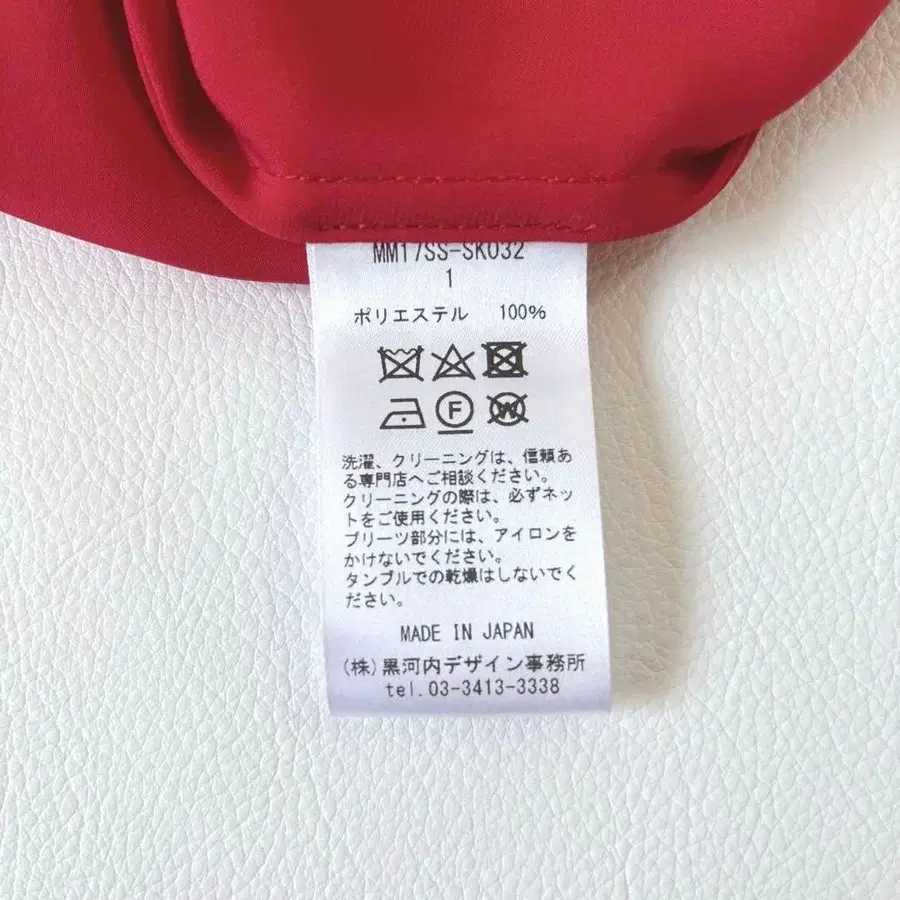 MM17SS-SK032
1
ポリエステル 100%
F
W
洗濯、クリーニングは、信頼あ
る専門店へご相談ください。
クリーニングの際は、必ずネッ
トをご使用ください。
プリーツ部分には、アイロンを
かけないでください。
タンブルでの乾燥はしないでく
ださい。
MADE IN JAPAN
(株)黒河内デザイン事務所
tel.03-3413-3338